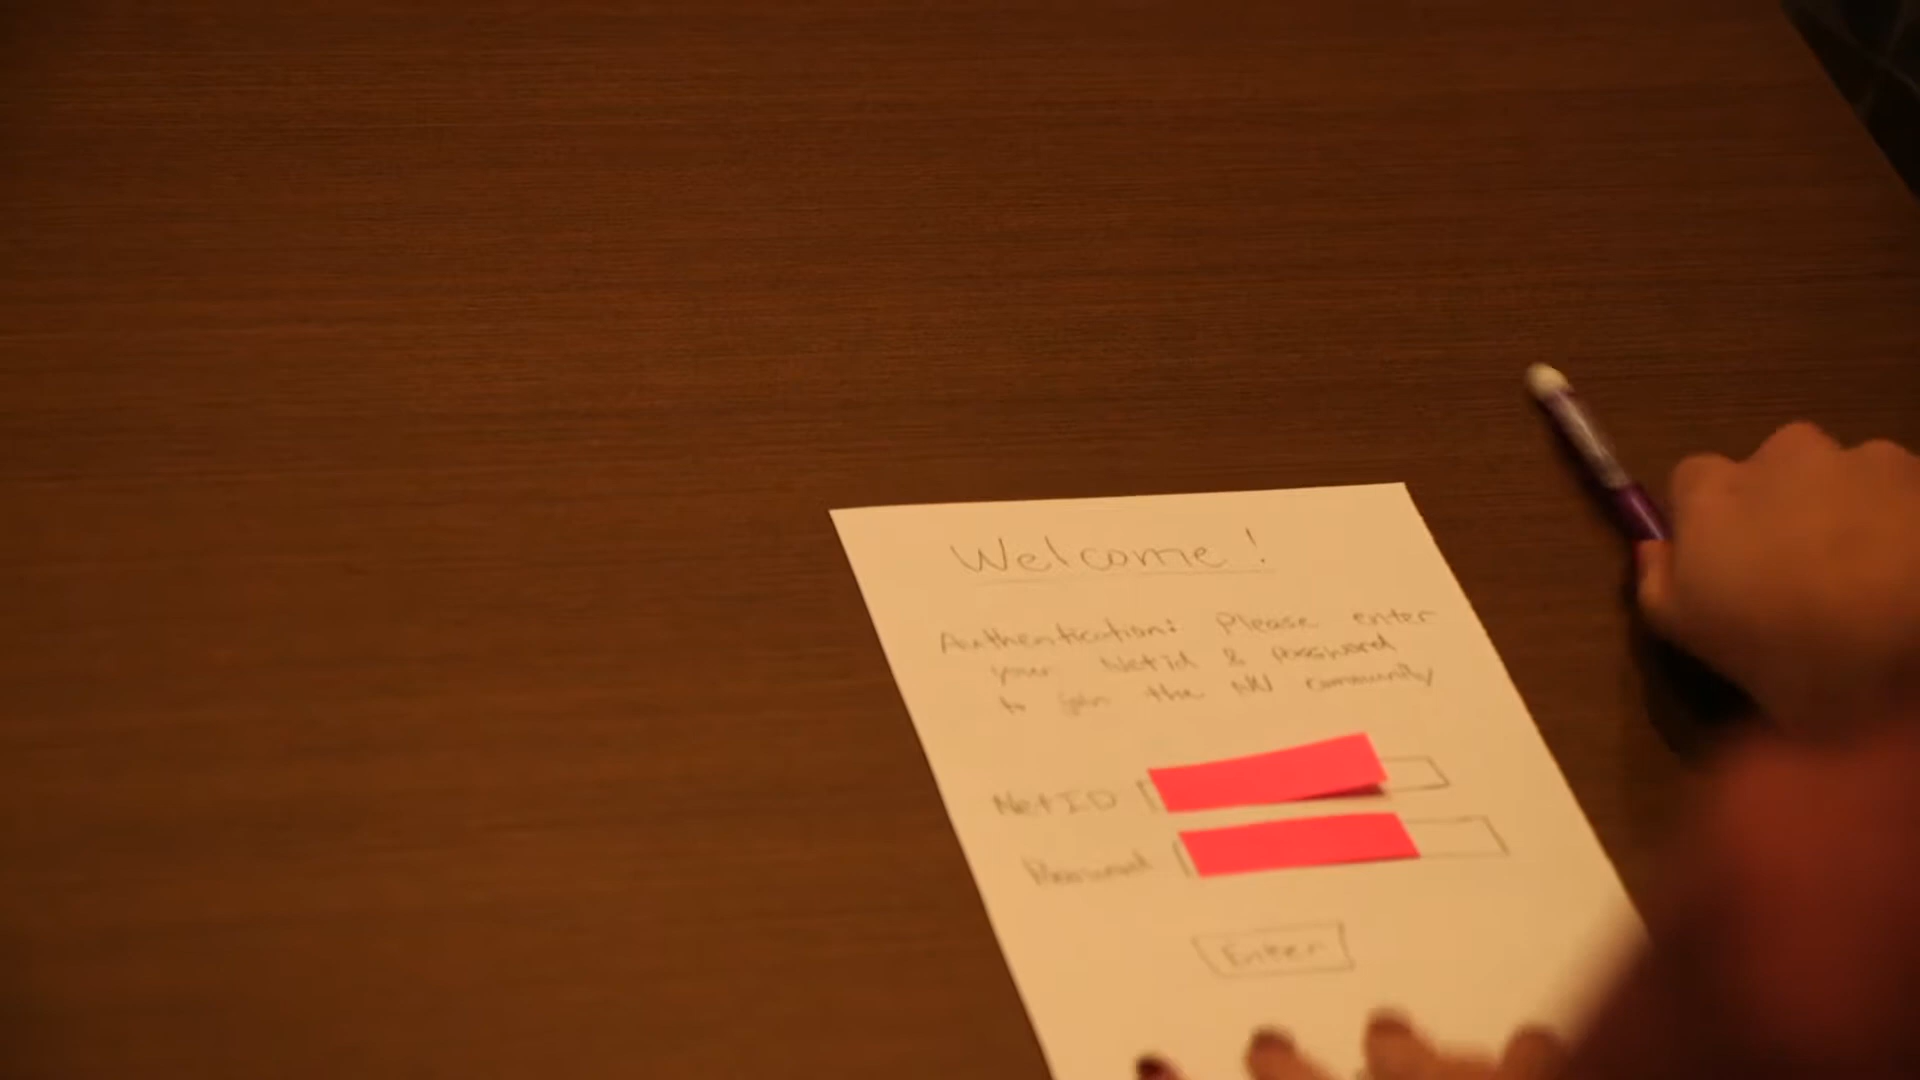 Welcome!
Authentication: Please enter
your Netid & password
to join the NU community
NetID
Password
Enter